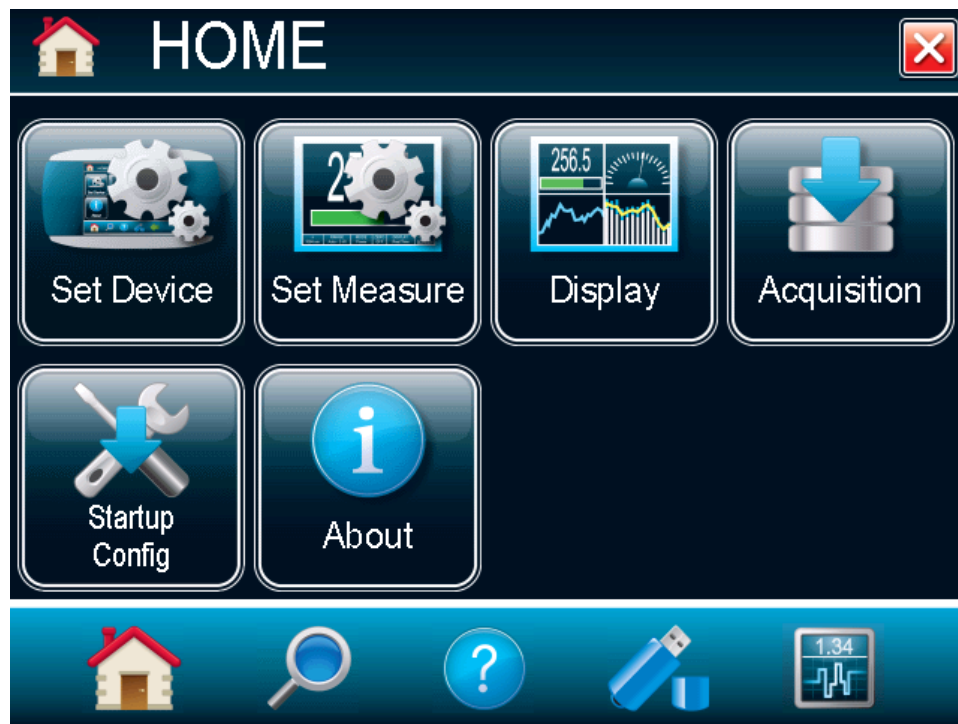 HOME
Set Device
Set Measure
256.5
Display
Acquisition
Startup
Config
i
About
?
1.34